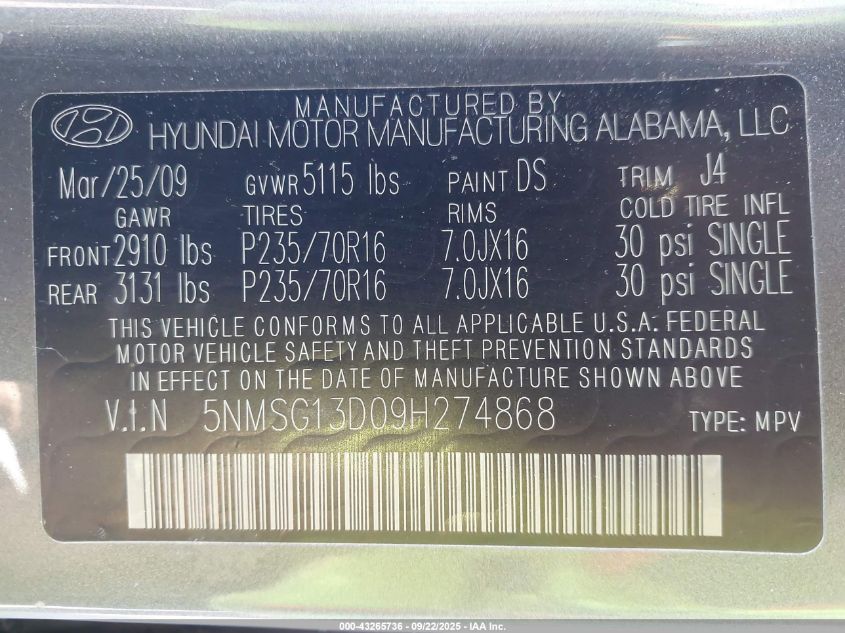 MANUFACTURED BY
HYUNDAI MOTOR MANUFACTURING ALABAMA, LLC
Mar/25/09 GVWR 5115 lbs PAINT DS TRIM J4
GAWR TIRES RIMS COLD TIRE INFL
FRONT 2910 lbs P235/70R16 7.0JX16 30 psi SINGLE
REAR 3131 lbs P235/70R16 7.0JX16 30 psi SINGLE
THIS VEHICLE CONFORMS TO ALL APPLICABLE U.S.A. FEDERAL
MOTOR VEHICLE SAFETY AND THEFT PREVENTION STANDARDS
IN EFFECT ON THE DATE OF MANUFACTURE SHOWN ABOVE
V.I.N 5NMSG13D09H274868 TYPE: MPV
000-43265736 - 09/22/2025 - IAA Inc.